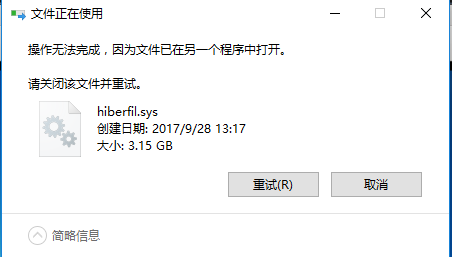 文件正在使用
操作无法完成，因为文件已在另一个程序中打开。
请关闭该文件并重试。
hiberfil.sys
创建日期: 2017/9/28 13:17
大小: 3.15 GB
重试(R)
取消
简略信息